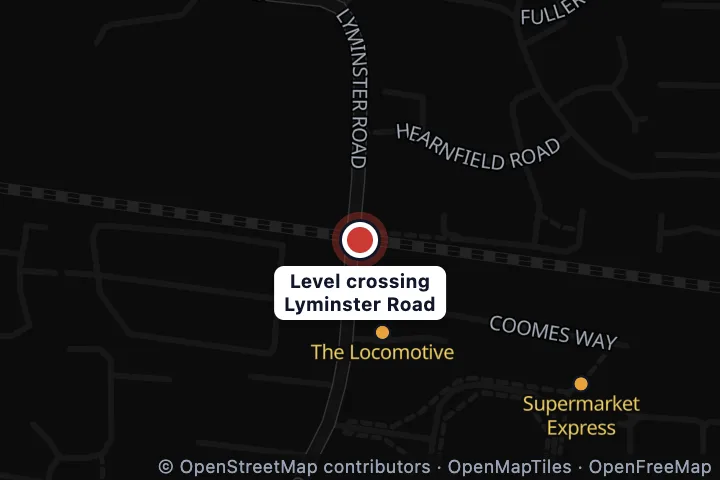 FULLER
LYMINSTER ROAD
HEARNFIELD ROAD
Level crossing
Lyminster Road
COOMES WAY
The Locomotive
Supermarket
Express
© OpenStreetMap contributors · OpenMapTiles · OpenFreeMap